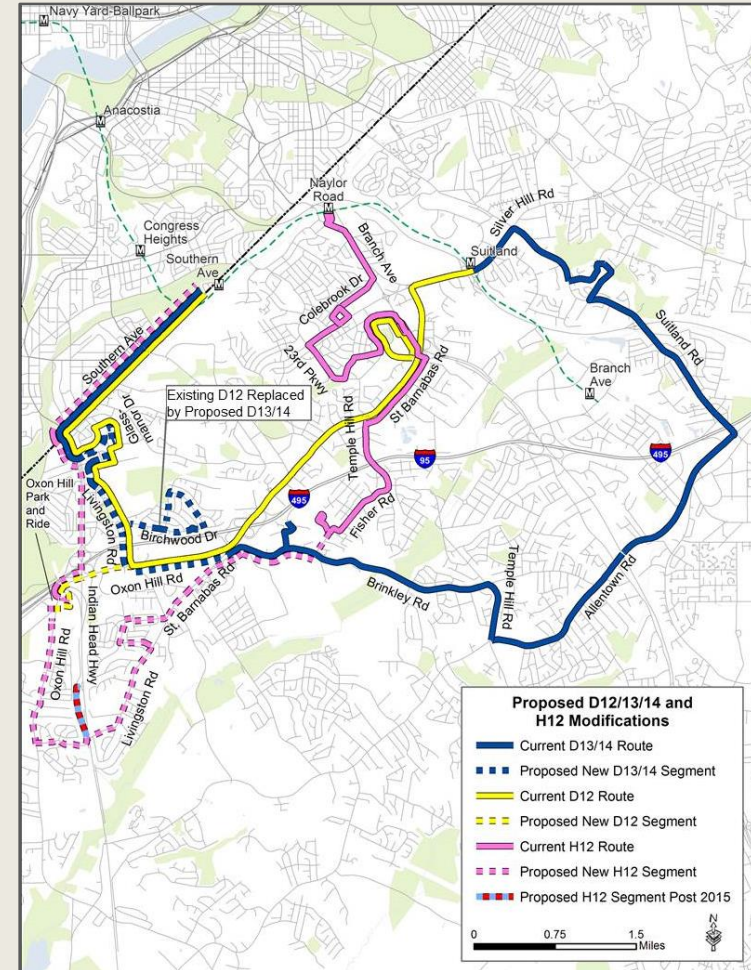 Navy Yard-Ballpark
M
Anacostia
M
Naylor
Road
M
Congress
Heights
M
Southern
Ave
M
Branch Ave
Silver Hill Rd
Suitland
M
Colebrook Dr
Southern Ave
23rd Pkwy
Suitland Rd
Branch
Ave
M
St Barnabas Rd
Existing D12 Replaced
by Proposed D13/14
Glass-
manor Dr
Temple Hill Rd
95
495
Oxon Hill
Park
and
Ride
Livingston Rd
495
Birchwood Dr
Fisher Rd
Oxon Hill Rd
St. Barnabas Rd
Brinkley Rd
Temple Hill Rd
Allentown Rd
Oxon Hill Rd
Indian Head Hwy
Livingston Rd
Proposed D12/13/14 and
H12 Modifications
Current D13/14 Route
Proposed New D13/14 Segment
Current D12 Route
Proposed New D12 Segment
Current H12 Route
Proposed New H12 Segment
Proposed H12 Segment Post 2015
0 0.75 1.5
Miles
N